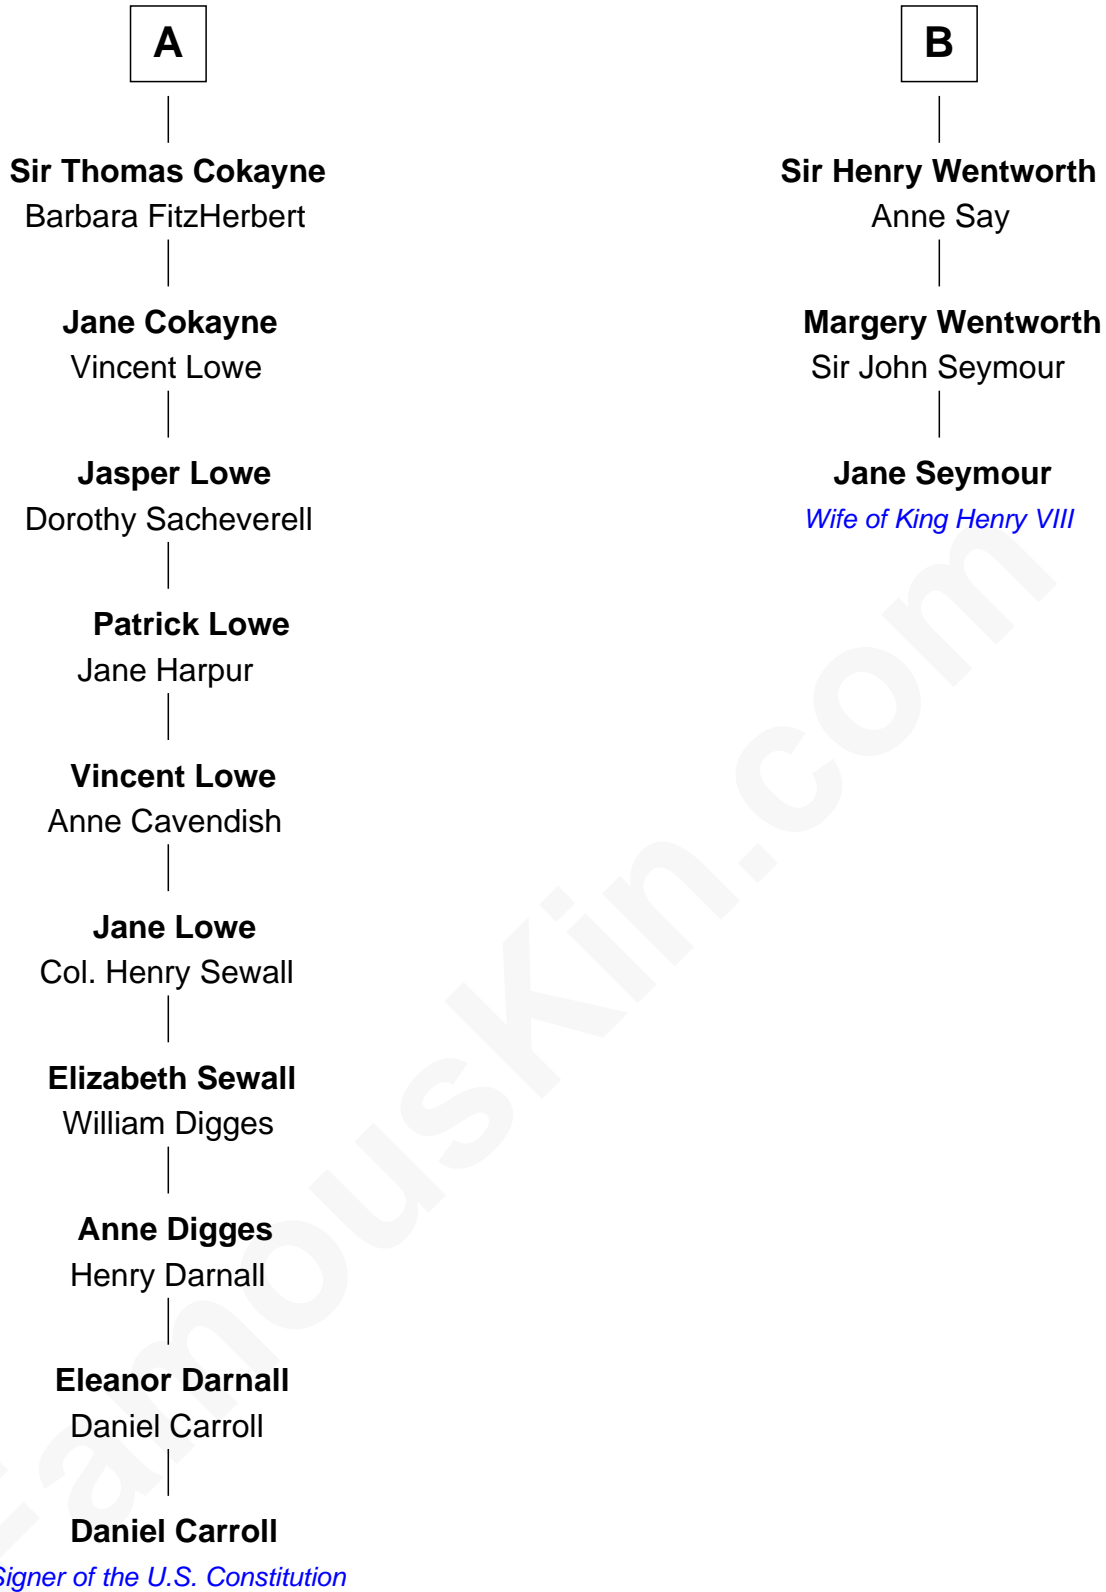 A
Sir Thomas Cokayne
Barbara FitzHerbert
Jane Cokayne
Vincent Lowe
Jasper Lowe
Dorothy Sacheverell
Patrick Lowe
Jane Harpur
Vincent Lowe
Anne Cavendish
Jane Lowe
Col. Henry Sewall
Elizabeth Sewall
William Digges
Anne Digges
Henry Darnall
Eleanor Darnall
Daniel Carroll
Daniel Carroll
Signer of the U.S. Constitution
B
Sir Henry Wentworth
Anne Say
Margery Wentworth
Sir John Seymour
Jane Seymour
Wife of King Henry VIII
FamousKin.com